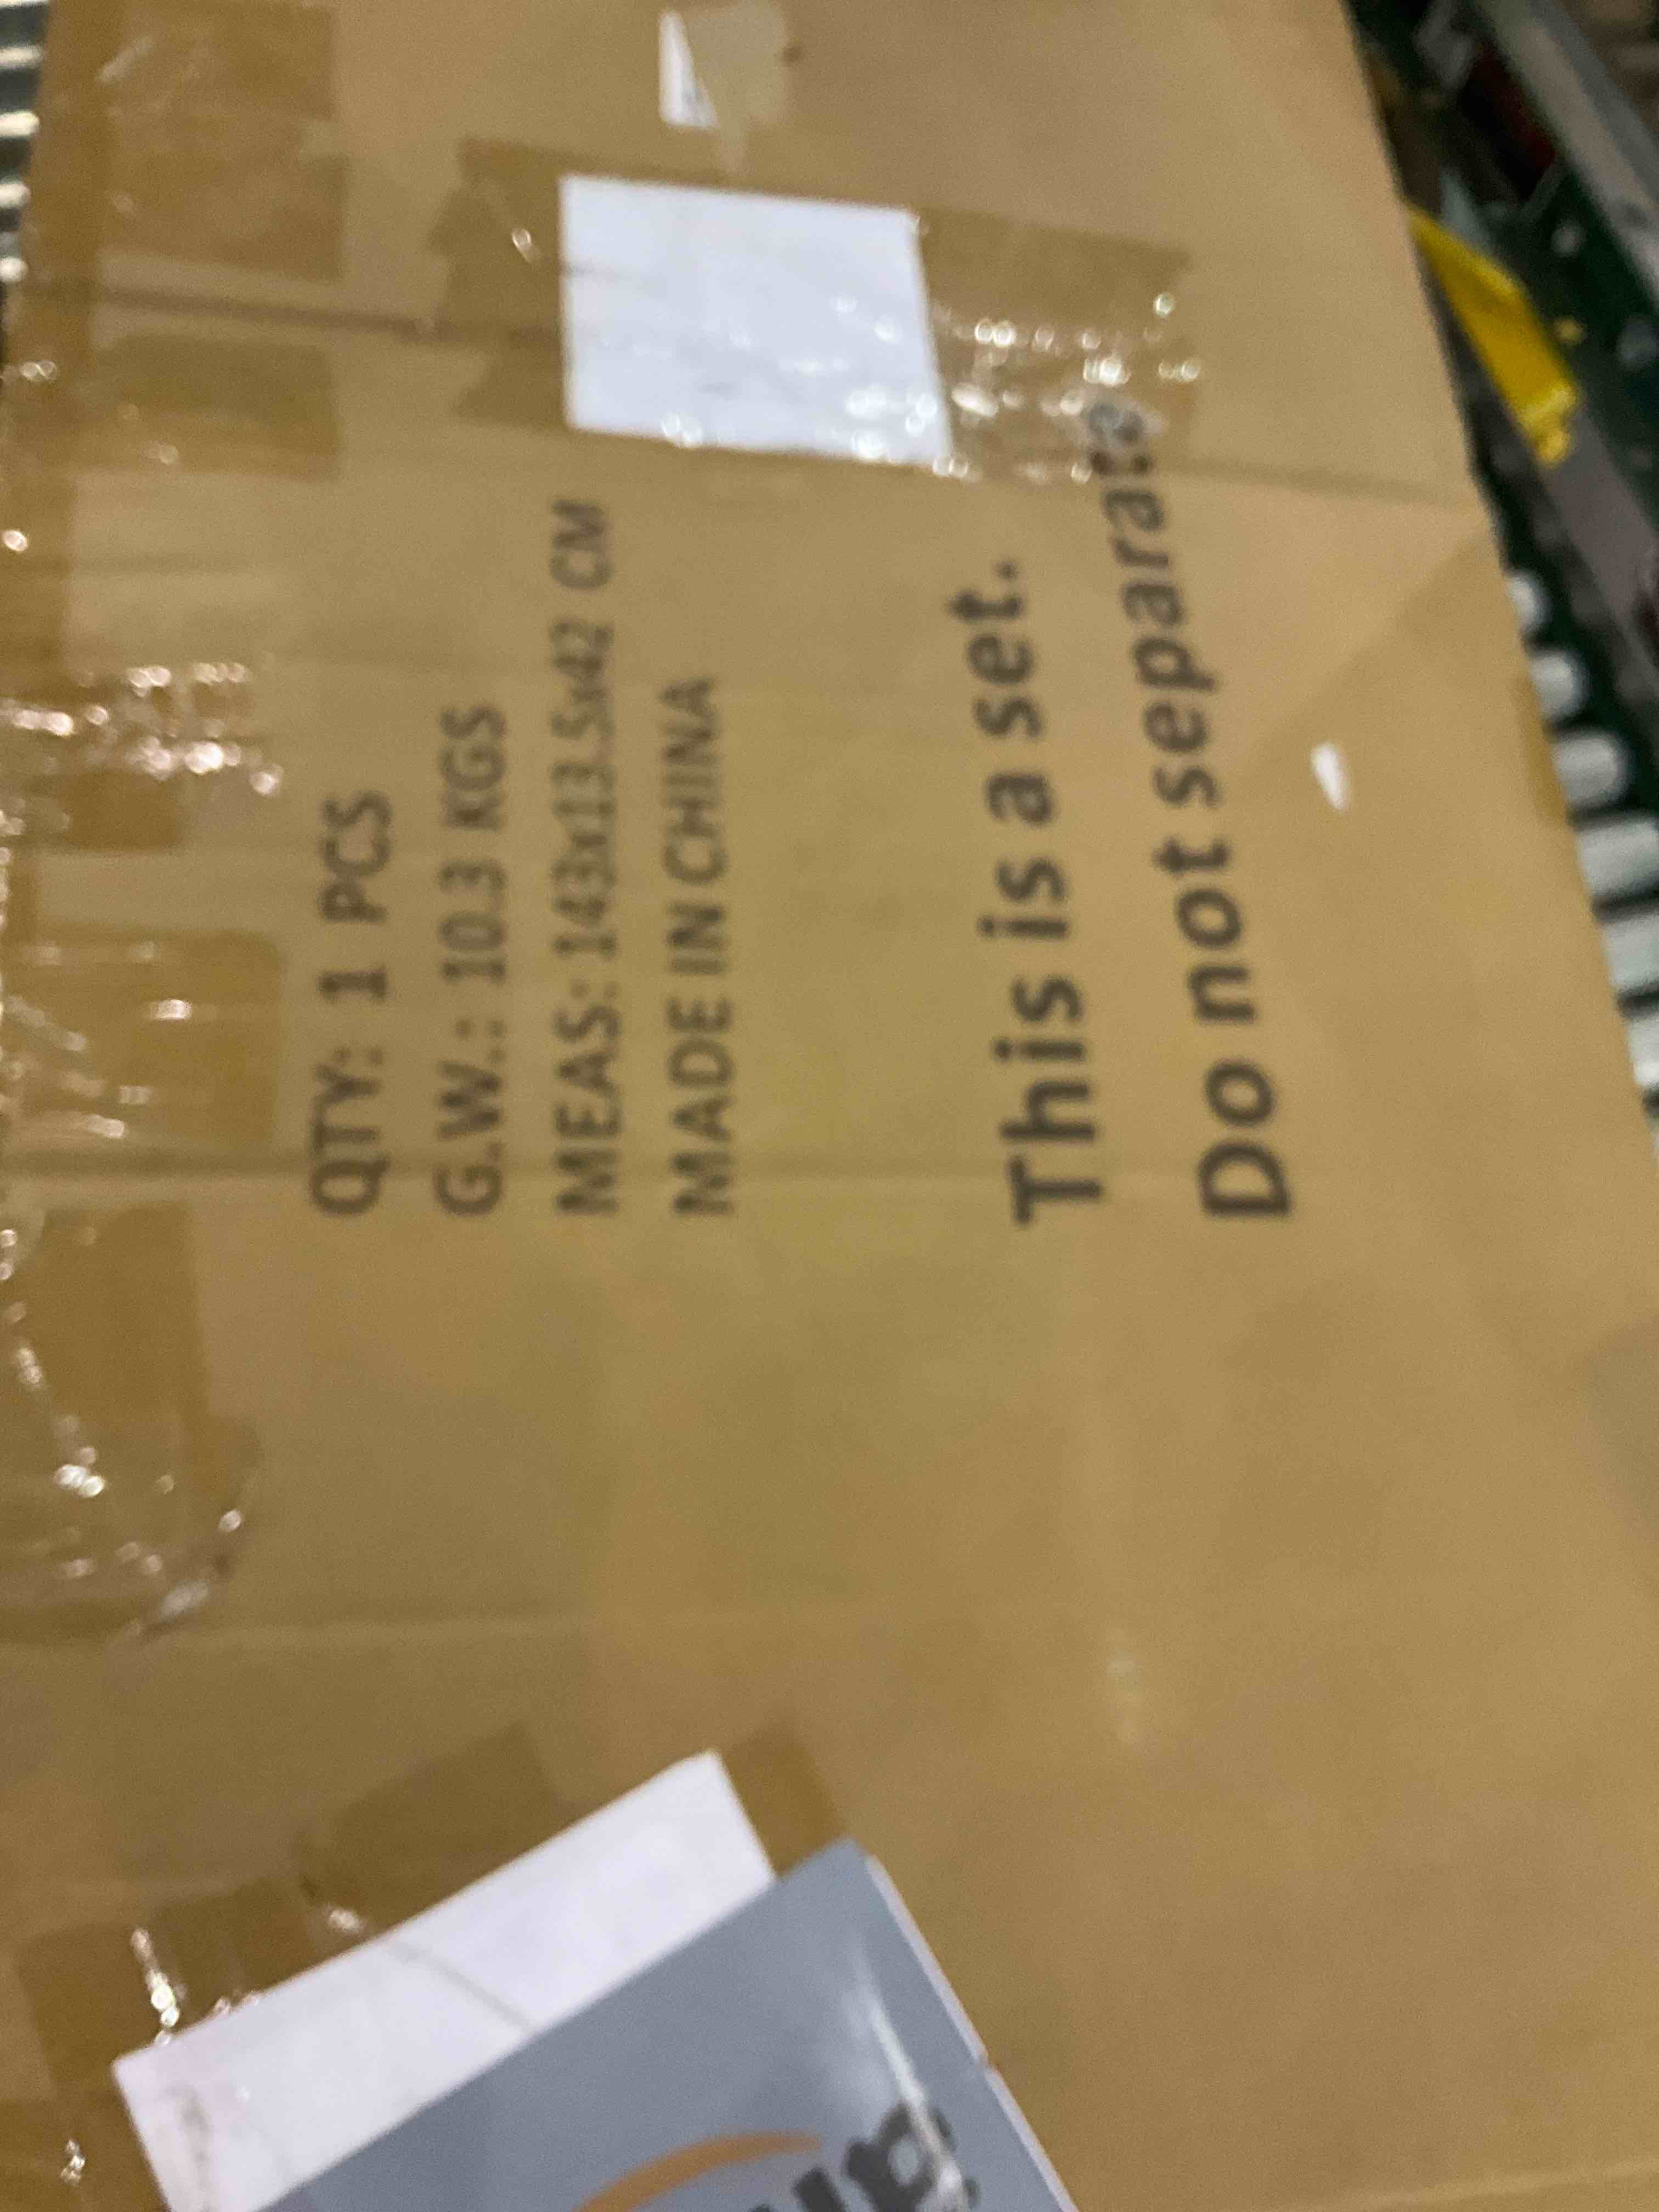 QTY: 1 PCS
G.W.: 10.3 KGS
MEAS: 143x13.5x42 CM
MADE IN CHINA
This is a set.
Do not separate